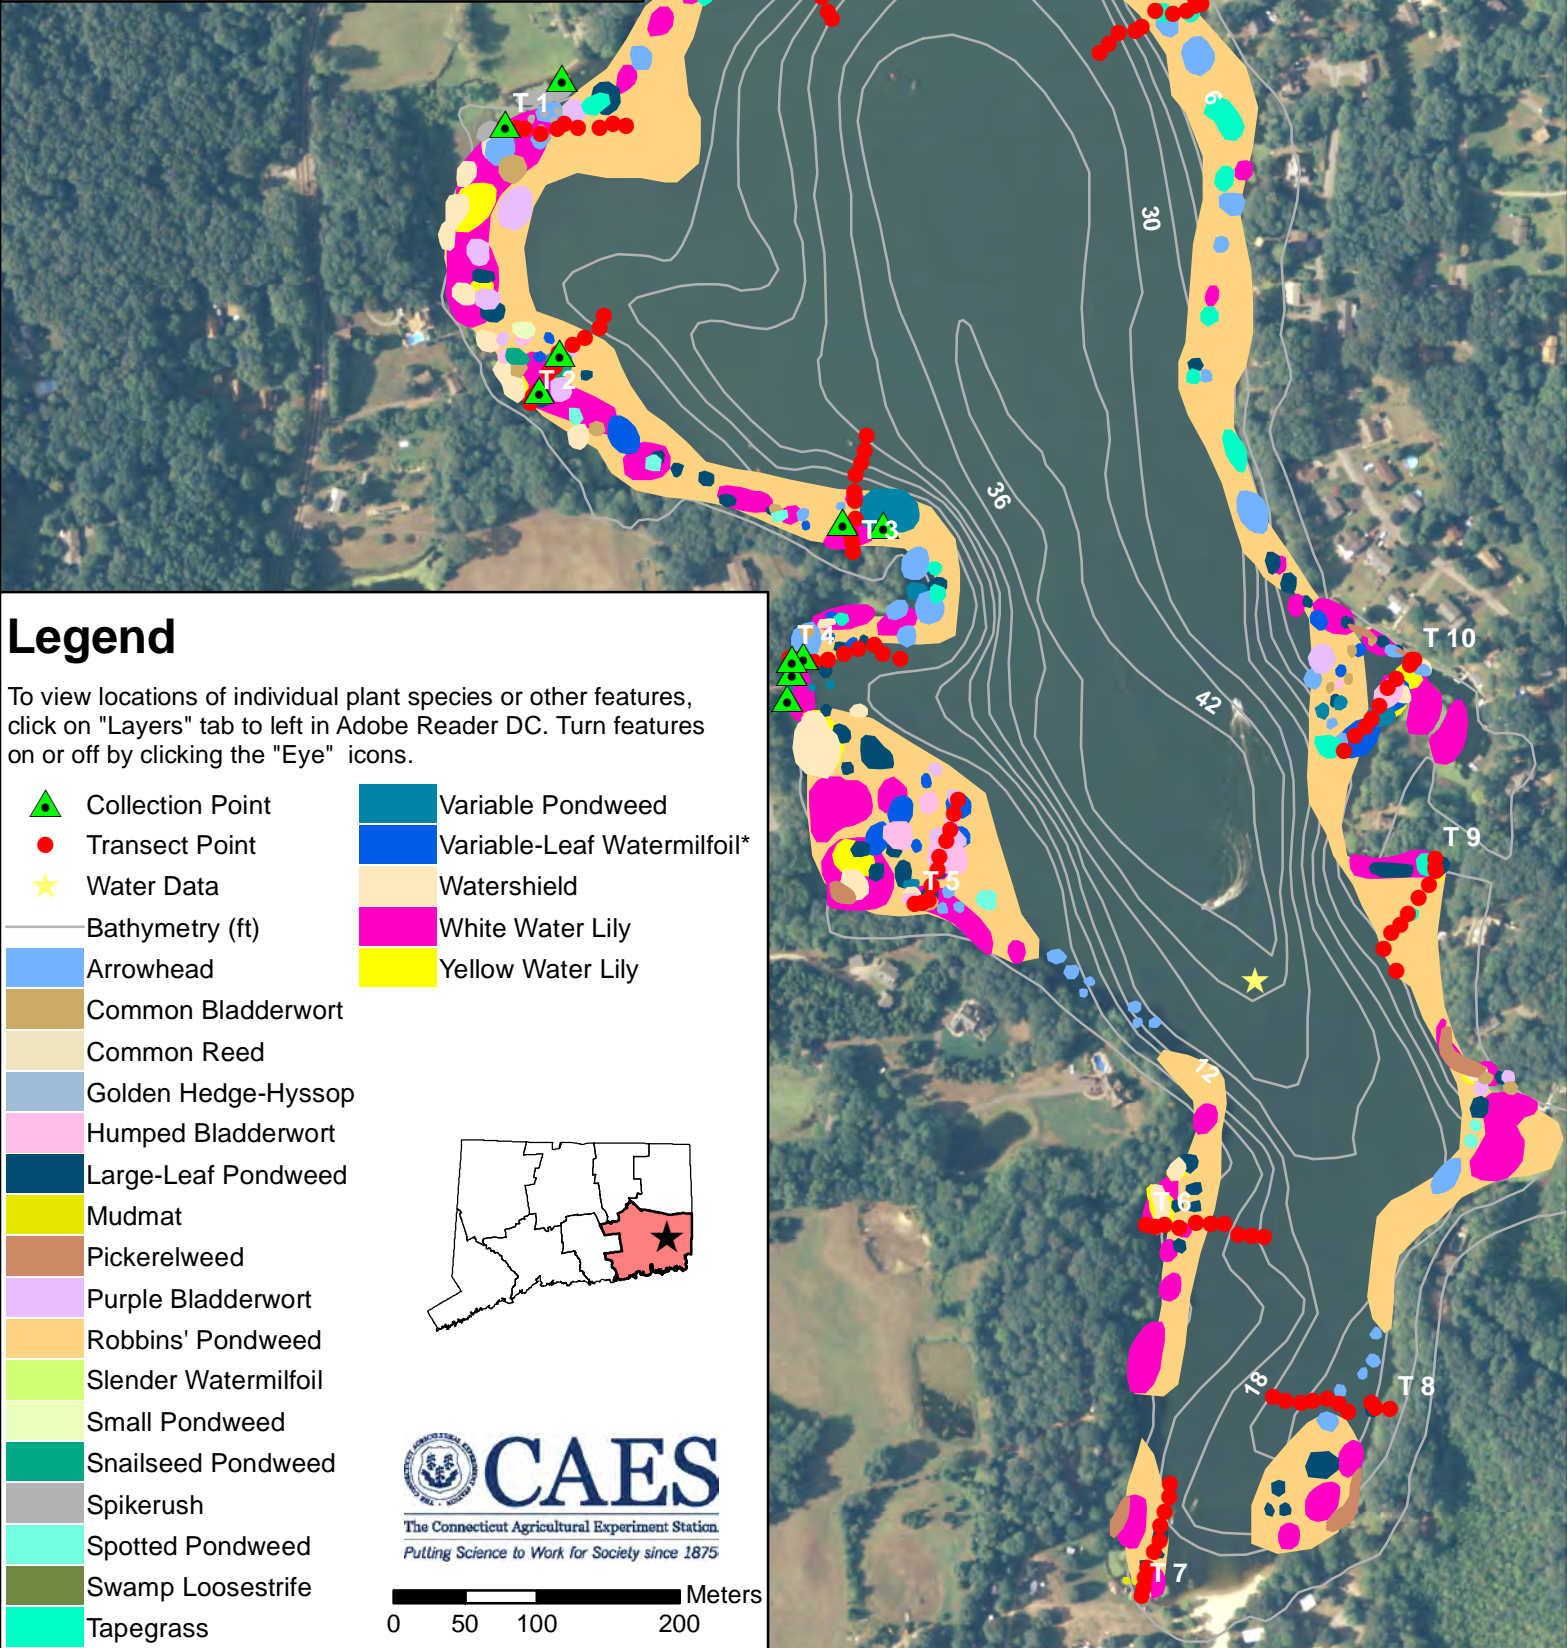 6
T 1
30
T 2
36
T 3
T 4
T 10
42
T 9
T 5
12
T 6
18
T 8
T 7
Legend
To view locations of individual plant species or other features,
click on "Layers" tab to left in Adobe Reader DC. Turn features
on or off by clicking the "Eye" icons.
Collection Point
Transect Point
Water Data
Bathymetry (ft)
Arrowhead
Common Bladderwort
Common Reed
Golden Hedge-Hyssop
Humped Bladderwort
Large-Leaf Pondweed
Mudmat
Pickerelweed
Purple Bladderwort
Robbins' Pondweed
Slender Watermilfoil
Small Pondweed
Snailseed Pondweed
Spikerush
Spotted Pondweed
Swamp Loosestrife
Tapegrass
Variable Pondweed
Variable-Leaf Watermilfoil*
Watershield
White Water Lily
Yellow Water Lily
CAES
The Connecticut Agricultural Experiment Station
Putting Science to Work for Society since 1875
Meters
0 50 100 200